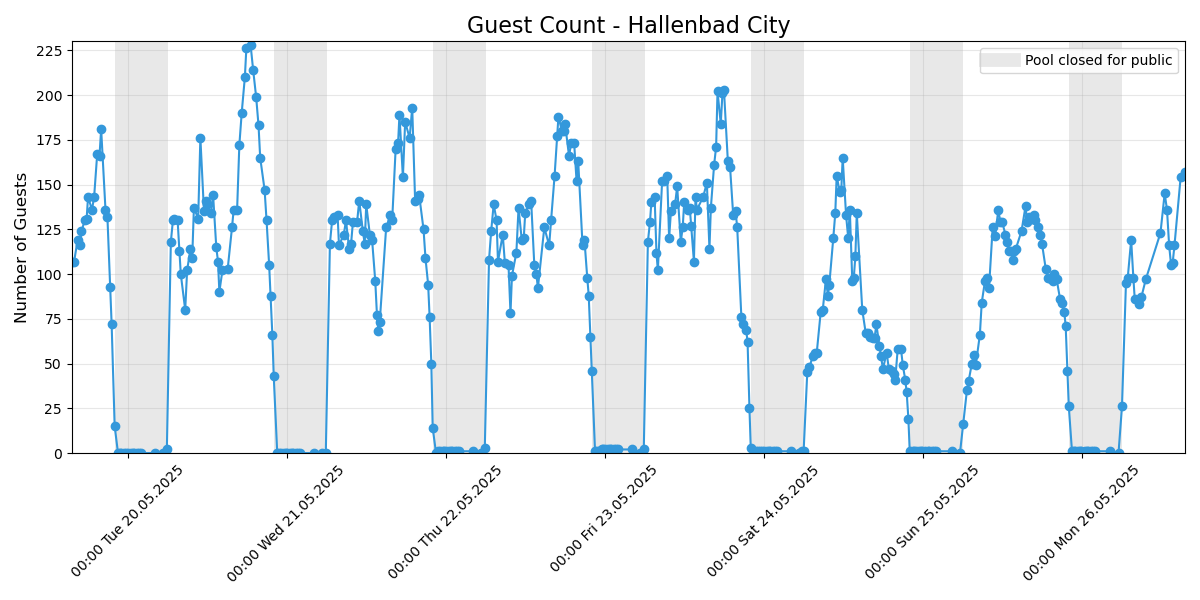 Guest Count - Hallenbad City
Pool closed for public
Number of Guests
225
200
175
150
125
100
75
50
25
0
00:00 Tue 20.05.2025
00:00 Wed 21.05.2025
00:00 Thu 22.05.2025
00:00 Fri 23.05.2025
00:00 Sat 24.05.2025
00:00 Sun 25.05.2025
00:00 Mon 26.05.2025